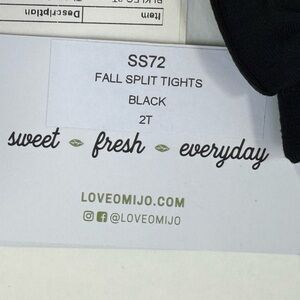 Item Description
SS72
FALL SPLIT TIGHTS
BLACK
2T
sweet fresh everyday
LOVEOMIJO.COM
@LOVEOMIJO